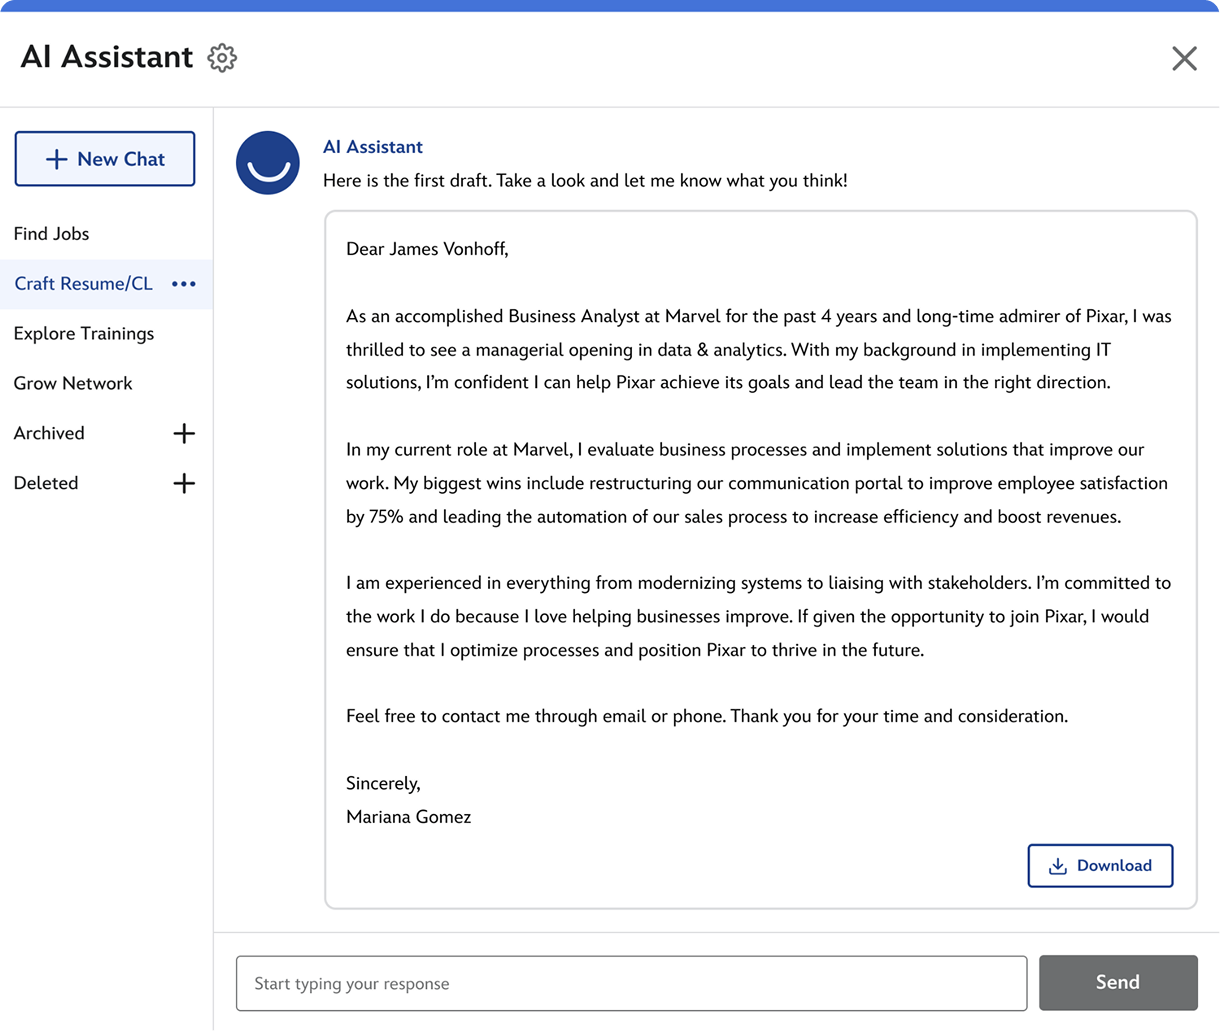 AI Assistant
New Chat
Find Jobs
Craft Resume/CL
Explore Trainings
Grow Network
Archived
Deleted
AI Assistant
Here is the first draft. Take a look and let me know what you think!
Dear James Vonhoff,
As an accomplished Business Analyst at Marvel for the past 4 years and long-time admirer of Pixar, I was
thrilled to see a managerial opening in data & analytics. With my background in implementing IT
solutions, I’m confident I can help Pixar achieve its goals and lead the team in the right direction.
In my current role at Marvel, I evaluate business processes and implement solutions that improve our
work. My biggest wins include restructuring our communication portal to improve employee satisfaction
by 75% and leading the automation of our sales process to increase efficiency and boost revenues.
I am experienced in everything from modernizing systems to liaising with stakeholders. I’m committed to
the work I do because I love helping businesses improve. If given the opportunity to join Pixar, I would
ensure that I optimize processes and position Pixar to thrive in the future.
Feel free to contact me through email or phone. Thank you for your time and consideration.
Sincerely,
Mariana Gomez
Download
Start typing your response
Send